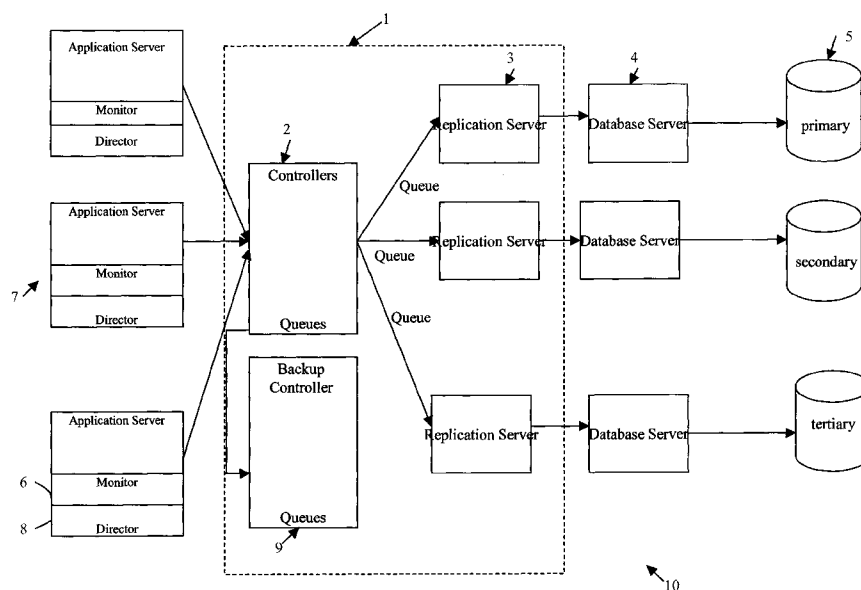 1
Application Server
Monitor
Director
3
4
5
Replication Server
Database Server
primary
2
Controllers
Queues
Queue
Application Server
Monitor
Director
7
Queue
Replication Server
Database Server
secondary
Queue
Backup
Controller
Queues
9
Application Server
Monitor
Director
6
8
Replication Server
Database Server
tertiary
10